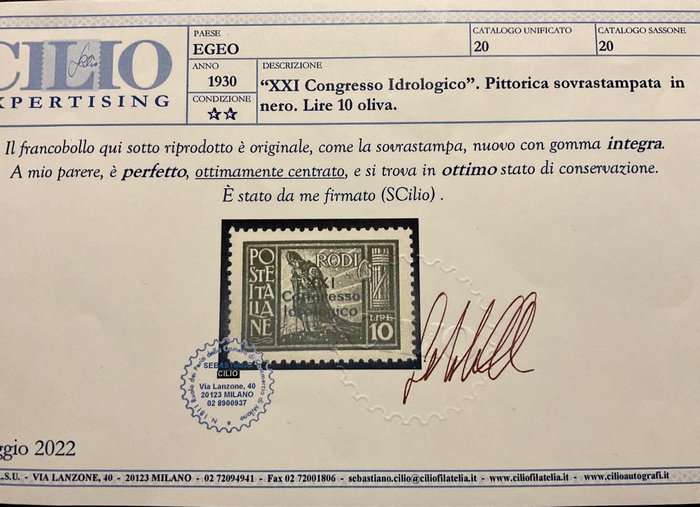 CILIO
EXPERTISING
PAESE
EGEO
CATALOGO UNIFICATO
20
CATALOGO SASSONE
20
ANNO
1930
DESCRIZIONE
"XXI Congresso Idrologico". Pittorica sovrastampata in
nero. Lire 10 oliva.
CONDIZIONE
☆☆
Il francobollo qui sotto riprodotto è originale, come la sovrastampa, nuovo con gomma integra.
A mio parere, è perfetto, ottimamente centrato, e si trova in ottimo stato di conservazione.
È stato da me firmato (SCilio) .
POSTE ITALIANE
RODI
XXI
Congresso
Idrologico
LIRE
10
SEBASTIANO
CILIO
Via Lanzone, 40
20123 MILANO
02 8900937
ggio 2022
L.S.U. - VIA LANZONE, 40 - 20123 MILANO - 02 72094941 - Fax 02 72001806 - sebastiano.cilio@ciliofilatelia.it - www.ciliofilatelia.it - www.cilioautografi.it